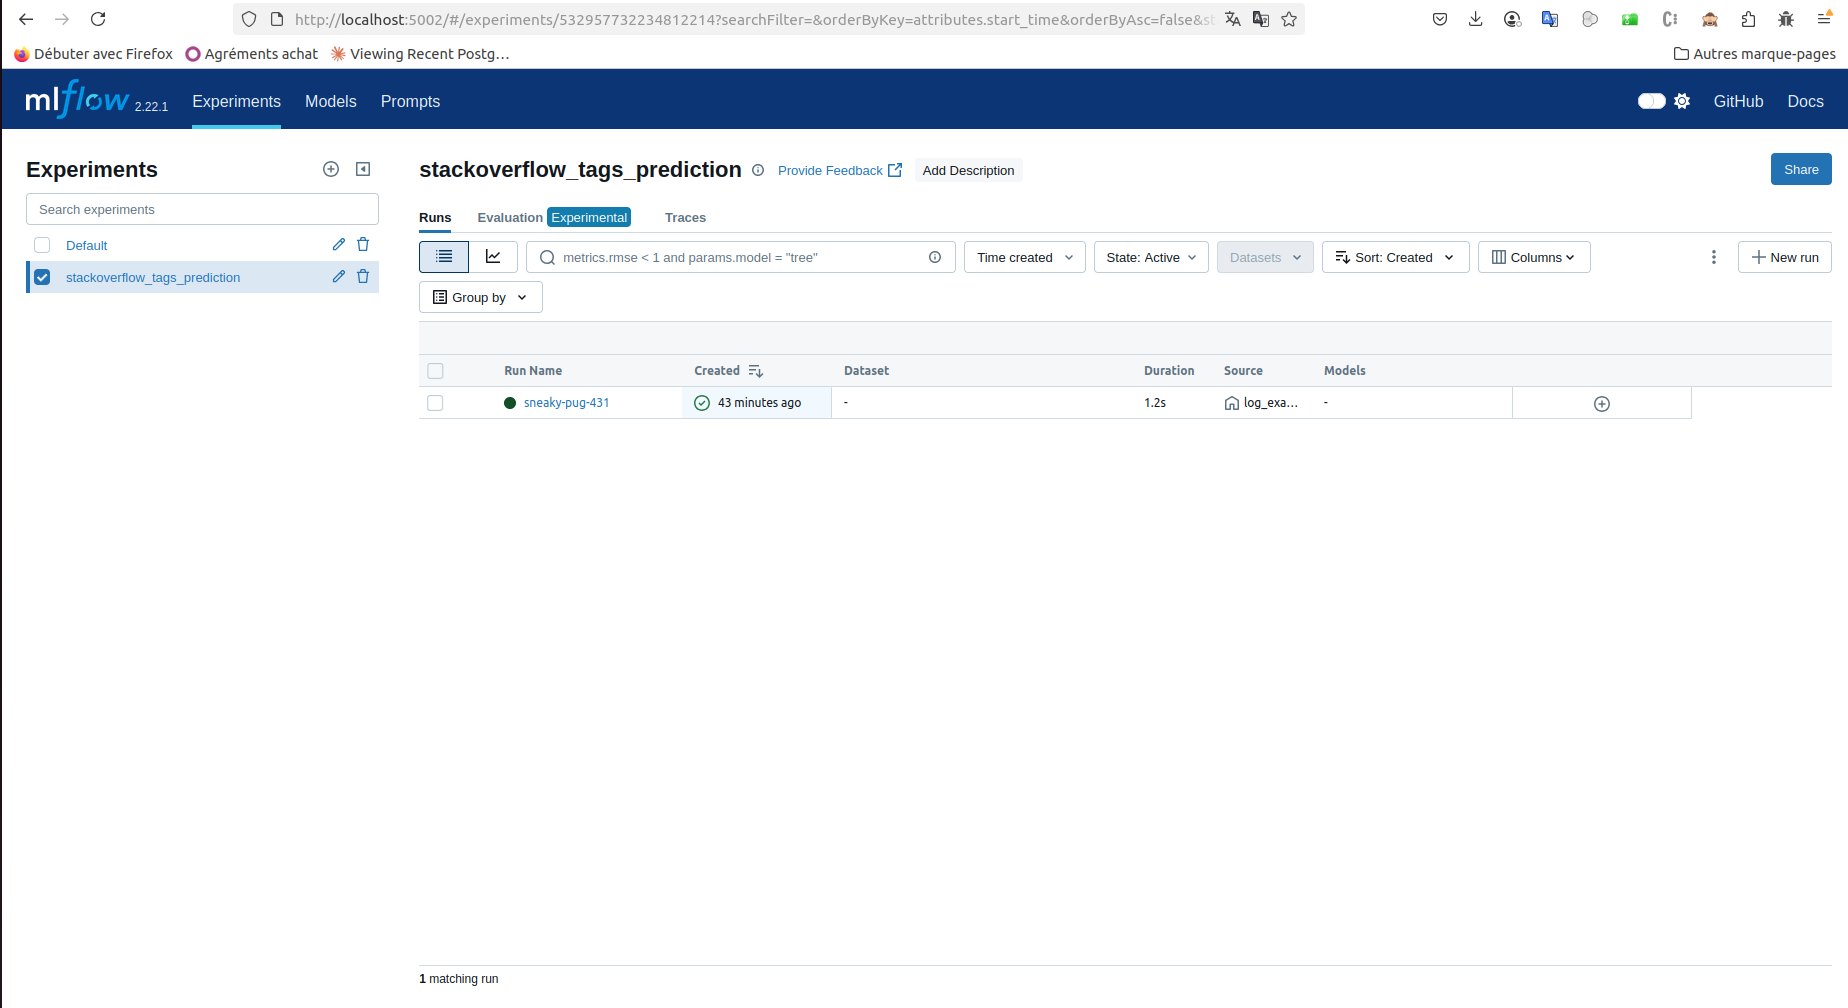 http://localhost:5002/#/experiments/532957732234812214?searchFilter=&orderByKey=attributes.start_time&orderByAsc=false&st
Débuter avec Firefox Agréments achat Viewing Recent Postg… Autres marque-pages
mlflow 2.22.1 Experiments Models Prompts GitHub Docs
Experiments
Search experiments
Default
stackoverflow_tags_prediction
stackoverflow_tags_prediction Provide Feedback Add Description Share
Runs Evaluation Experimental Traces
metrics.rmse < 1 and params.model = "tree" Time created State: Active Datasets Sort: Created Columns New run
Group by
Run Name Created Dataset Duration Source Models
sneaky-pug-431 43 minutes ago - 1.2s log_exa... -
1 matching run